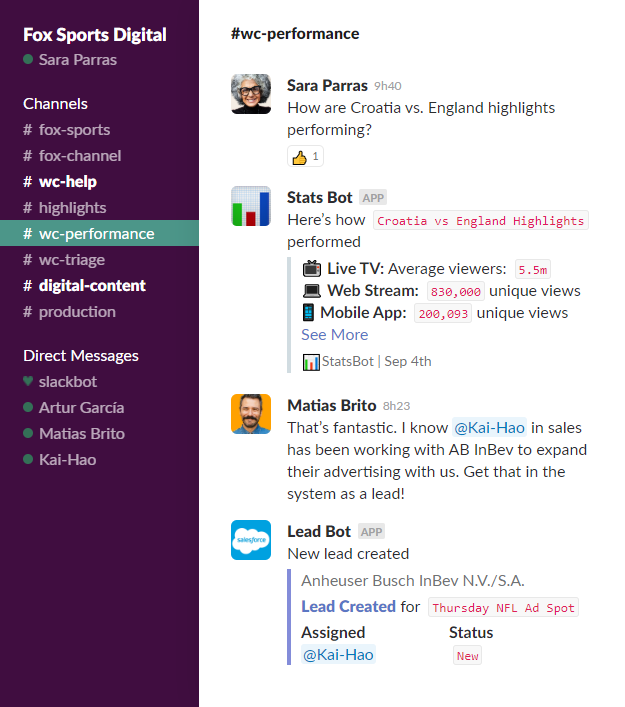 Fox Sports Digital
Sara Parras
Channels
# fox-sports
# fox-channel
# wc-help
# highlights
# wc-performance
# wc-triage
# digital-content
# production
Direct Messages
slackbot
Artur García
Matias Brito
Kai-Hao
#wc-performance
Sara Parras 9h40
How are Croatia vs. England highlights
performing?
👍 1
Stats Bot APP
Here’s how Croatia vs England Highlights
performed
📺 Live TV: Average viewers: 5.5m
💻 Web Stream: 830,000 unique views
📱 Mobile App: 200,093 unique views
See More
📊 StatsBot | Sep 4th
Matias Brito 8h23
That’s fantastic. I know @Kai-Hao in sales
has been working with AB InBev to expand
their advertising with us. Get that in the
system as a lead!
salesforce
Lead Bot APP
New lead created
Anheuser Busch InBev N.V./S.A.
Lead Created for Thursday NFL Ad Spot
Assigned Status
@Kai-Hao New